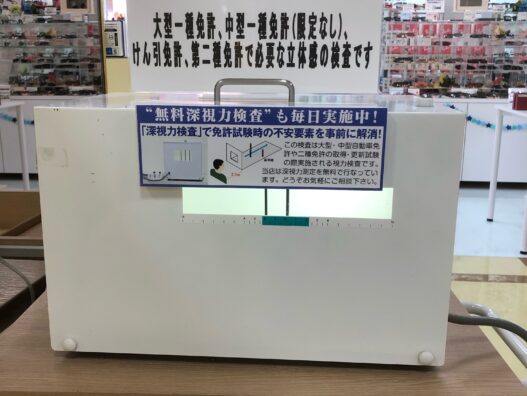 大型一種免許、中型一種免許(限定なし)、
けん引免許、第二種免許で必要な立体感の検査です
“無料深視力検査”も毎日実施中!
「深視力検査」で免許試験時の不安要素を事前に解消!
この検査は大型・中型自動車免
許や二種免許の取得・更新試験
の際実施される視力検査です。
当店は深視力測定を無料で行なってい
ます。どうぞお気軽にご相談下さい。
2.5m